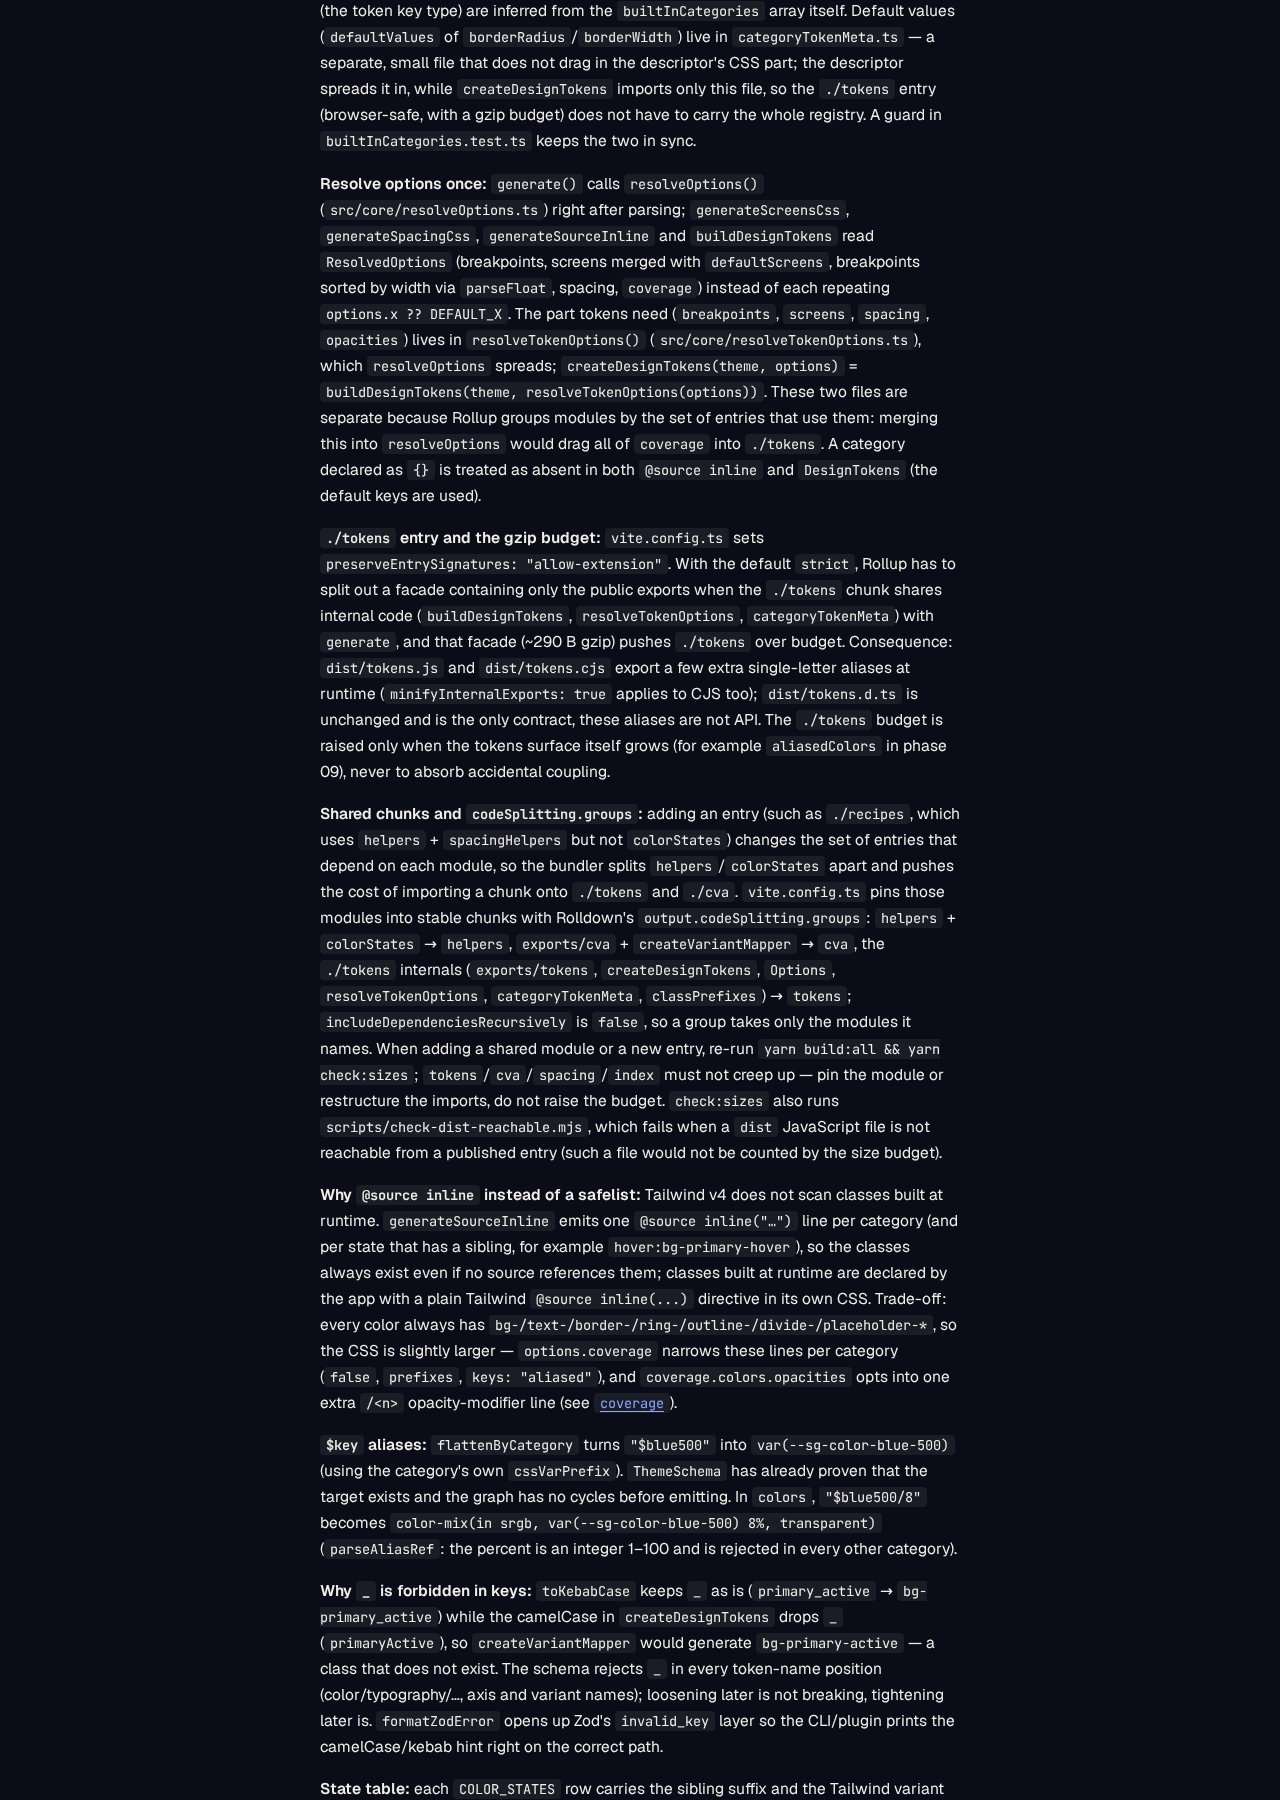 (the token key type) are inferred from the builtInCategories array itself. Default values
( defaultValues of borderRadius / borderWidth ) live in categoryTokenMeta.ts — a
separate, small file that does not drag in the descriptor's CSS part; the descriptor
spreads it in, while createDesignTokens imports only this file, so the ./tokens entry
(browser-safe, with a gzip budget) does not have to carry the whole registry. A guard in
builtInCategories.test.ts keeps the two in sync.
Resolve options once: generate() calls resolveOptions()
( src/core/resolveOptions.ts ) right after parsing; generateScreensCss ,
generateSpacingCss , generateSourceInline and buildDesignTokens read
ResolvedOptions (breakpoints, screens merged with defaultScreens , breakpoints
sorted by width via parseFloat , spacing, coverage ) instead of each repeating
options.x ?? DEFAULT_X . The part tokens need ( breakpoints , screens , spacing ,
opacities ) lives in resolveTokenOptions() ( src/core/resolveTokenOptions.ts ),
which resolveOptions spreads; createDesignTokens(theme, options) =
buildDesignTokens(theme, resolveTokenOptions(options)) . These two files are
separate because Rollup groups modules by the set of entries that use them: merging
this into resolveOptions would drag all of coverage into ./tokens . A category
declared as {} is treated as absent in both @source inline and DesignTokens (the
default keys are used).
./tokens entry and the gzip budget: vite.config.ts sets
preserveEntrySignatures: "allow-extension" . With the default strict , Rollup has to
split out a facade containing only the public exports when the ./tokens chunk shares
internal code ( buildDesignTokens , resolveTokenOptions , categoryTokenMeta ) with
generate , and that facade (~290 B gzip) pushes ./tokens over budget. Consequence:
dist/tokens.js and dist/tokens.cjs export a few extra single-letter aliases at
runtime ( minifyInternalExports: true applies to CJS too); dist/tokens.d.ts is
unchanged and is the only contract, these aliases are not API. The ./tokens budget is
raised only when the tokens surface itself grows (for example aliasedColors in phase
09), never to absorb accidental coupling.
Shared chunks and codeSplitting.groups : adding an entry (such as ./recipes , which
uses helpers + spacingHelpers but not colorStates ) changes the set of entries that
depend on each module, so the bundler splits helpers / colorStates apart and pushes
the cost of importing a chunk onto ./tokens and ./cva . vite.config.ts pins those
modules into stable chunks with Rolldown's output.codeSplitting.groups : helpers +
colorStates → helpers , exports/cva + createVariantMapper → cva , the
./tokens internals ( exports/tokens , createDesignTokens , Options ,
resolveTokenOptions , categoryTokenMeta , classPrefixes ) → tokens ;
includeDependenciesRecursively is false , so a group takes only the modules it
names. When adding a shared module or a new entry, re-run yarn build:all && yarn
check:sizes ; tokens / cva / spacing / index must not creep up — pin the module or
restructure the imports, do not raise the budget. check:sizes also runs
scripts/check-dist-reachable.mjs , which fails when a dist JavaScript file is not
reachable from a published entry (such a file would not be counted by the size budget).
Why @source inline instead of a safelist: Tailwind v4 does not scan classes built at
runtime. generateSourceInline emits one @source inline("…") line per category (and
per state that has a sibling, for example hover:bg-primary-hover ), so the classes
always exist even if no source references them; classes built at runtime are declared by
the app with a plain Tailwind @source inline(...) directive in its own CSS. Trade-off:
every color always has bg-/text-/border-/ring-/outline-/divide-/placeholder-* , so
the CSS is slightly larger — options.coverage narrows these lines per category
( false , prefixes , keys: "aliased" ), and coverage.colors.opacities opts into one
extra /<n> opacity-modifier line (see coverage ).
$key aliases: flattenByCategory turns "$blue500" into var(--sg-color-blue-500)
(using the category's own cssVarPrefix ). ThemeSchema has already proven that the
target exists and the graph has no cycles before emitting. In colors , "$blue500/8"
becomes color-mix(in srgb, var(--sg-color-blue-500) 8%, transparent)
( parseAliasRef : the percent is an integer 1–100 and is rejected in every other category).
Why _ is forbidden in keys: toKebabCase keeps _ as is ( primary_active → bg-
primary_active ) while the camelCase in createDesignTokens drops _
( primaryActive ), so createVariantMapper would generate bg-primary-active — a
class that does not exist. The schema rejects _ in every token-name position
(color/typography/…, axis and variant names); loosening later is not breaking, tightening
later is. formatZodError opens up Zod's invalid_key layer so the CLI/plugin prints the
camelCase/kebab hint right on the correct path.
State table: each COLOR_STATES row carries the sibling suffix and the Tailwind variant